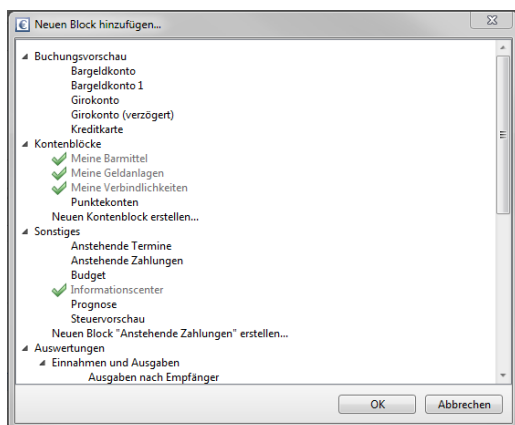 Neuen Block hinzufügen...
Buchungsvorschau
Bargeldkonto
Bargeldkonto 1
Girokonto
Girokonto (verzögert)
Kreditkarte
Kontenblöcke
Meine Barmittel
Meine Geldanlagen
Meine Verbindlichkeiten
Punktekonten
Neuen Kontenblock erstellen...
Sonstiges
Anstehende Termine
Anstehende Zahlungen
Budget
Informationscenter
Prognose
Steuervorschau
Neuen Block "Anstehende Zahlungen" erstellen...
Auswertungen
Einnahmen und Ausgaben
Ausgaben nach Empfänger
OK Abbrechen